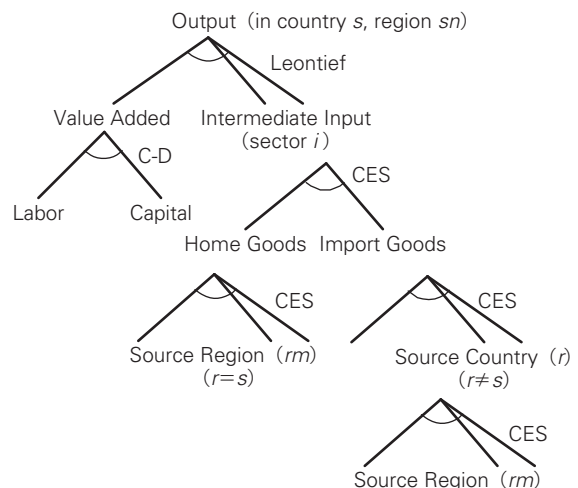 Output (in country s, region sn)
Leontief
Value Added
Intermediate Input
(sector i)
C-D
CES
Labor
Capital
Home Goods
Import Goods
CES
CES
Source Region (rm)
(r=s)
Source Country (r)
(r≠s)
CES
Source Region (rm)